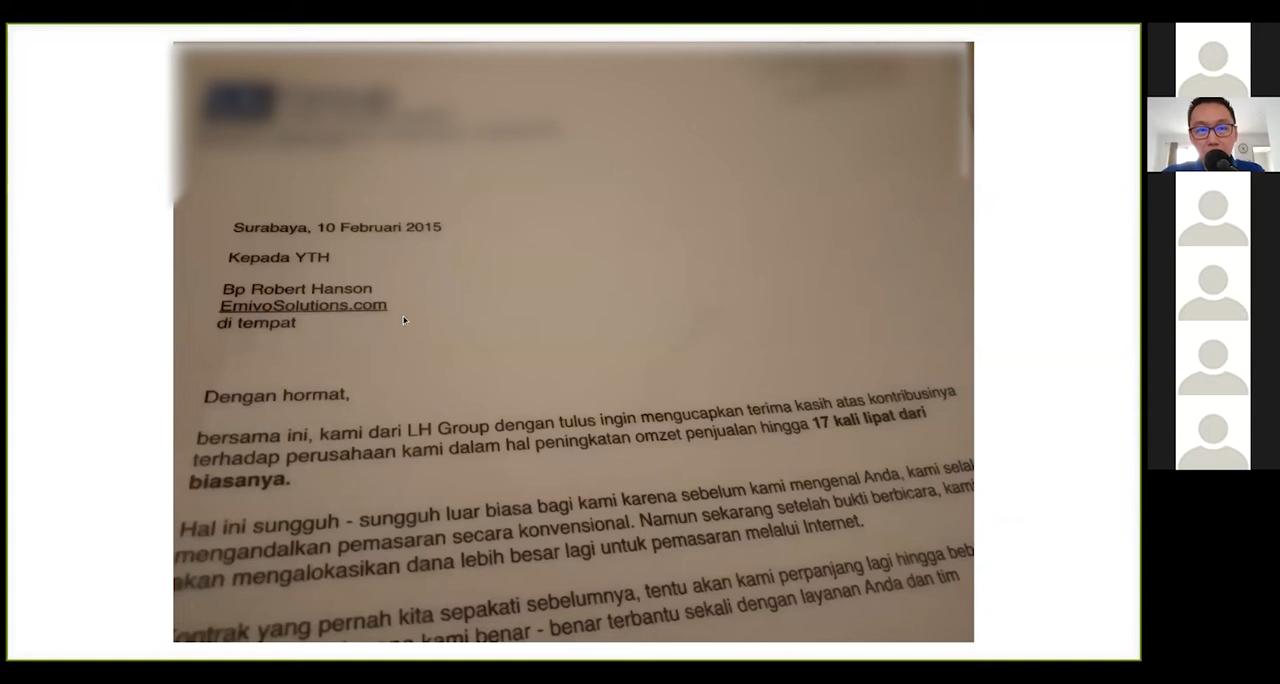 Surabaya, 10 Februari 2015
Kepada YTH
Bp Robert Hanson
EmivoSolutions.com
di tempat
Dengan hormat,
bersama ini, kami dari LH Group dengan tulus ingin mengucapkan terima kasih atas kontribusinya
terhadap perusahaan kami dalam hal peningkatan omzet penjualan hingga 17 kali lipat dari
biasanya.
Hal ini sungguh - sungguh luar biasa bagi kami karena sebelum kami mengenal Anda, kami
mengandalkan pemasaran secara konvensional. Namun sekarang setelah bukti berbicara, kami
akan mengalokasikan dana lebih besar lagi untuk pemasaran melalui Internet.
yang pernah kita sepakati sebelumnya, tentu akan kami perpanjang lagi hingga
kami benar - benar terbantu sekali dengan layanan Anda dan tim